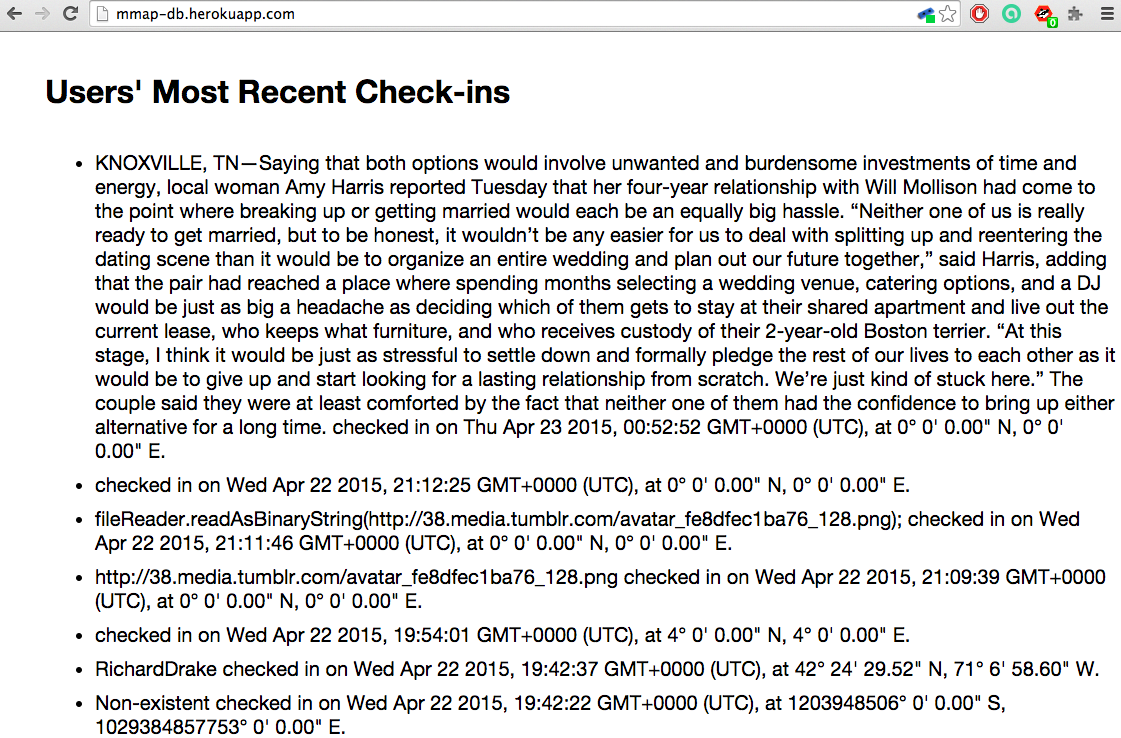 mmap-db.herokuapp.com
0
Users' Most Recent Check-ins
• KNOXVILLE, TN—Saying that both options would involve unwanted and burdensome investments of time and
energy, local woman Amy Harris reported Tuesday that her four-year relationship with Will Mollison had come to
the point where breaking up or getting married would each be an equally big hassle. “Neither one of us is really
ready to get married, but to be honest, it wouldn’t be any easier for us to deal with splitting up and reentering the
dating scene than it would be to organize an entire wedding and plan out our future together,” said Harris, adding
that the pair had reached a place where spending months selecting a wedding venue, catering options, and a DJ
would be just as big a headache as deciding which of them gets to stay at their shared apartment and live out the
current lease, who keeps what furniture, and who receives custody of their 2-year-old Boston terrier. “At this
stage, I think it would be just as stressful to settle down and formally pledge the rest of our lives to each other as it
would be to give up and start looking for a lasting relationship from scratch. We’re just kind of stuck here.” The
couple said they were at least comforted by the fact that neither one of them had the confidence to bring up either
alternative for a long time. checked in on Thu Apr 23 2015, 00:52:52 GMT+0000 (UTC), at 0° 0' 0.00" N, 0° 0'
0.00" E.
• checked in on Wed Apr 22 2015, 21:12:25 GMT+0000 (UTC), at 0° 0' 0.00" N, 0° 0' 0.00" E.
• fileReader.readAsBinaryString(http://38.media.tumblr.com/avatar_fe8dfec1ba76_128.png); checked in on Wed
Apr 22 2015, 21:11:46 GMT+0000 (UTC), at 0° 0' 0.00" N, 0° 0' 0.00" E.
• http://38.media.tumblr.com/avatar_fe8dfec1ba76_128.png checked in on Wed Apr 22 2015, 21:09:39 GMT+0000
(UTC), at 0° 0' 0.00" N, 0° 0' 0.00" E.
• checked in on Wed Apr 22 2015, 19:54:01 GMT+0000 (UTC), at 4° 0' 0.00" N, 4° 0' 0.00" E.
• RichardDrake checked in on Wed Apr 22 2015, 19:42:37 GMT+0000 (UTC), at 42° 24' 29.52" N, 71° 6' 58.60" W.
• Non-existent checked in on Wed Apr 22 2015, 19:42:22 GMT+0000 (UTC), at 1203948506° 0' 0.00" S,
1029384857753° 0' 0.00" E.